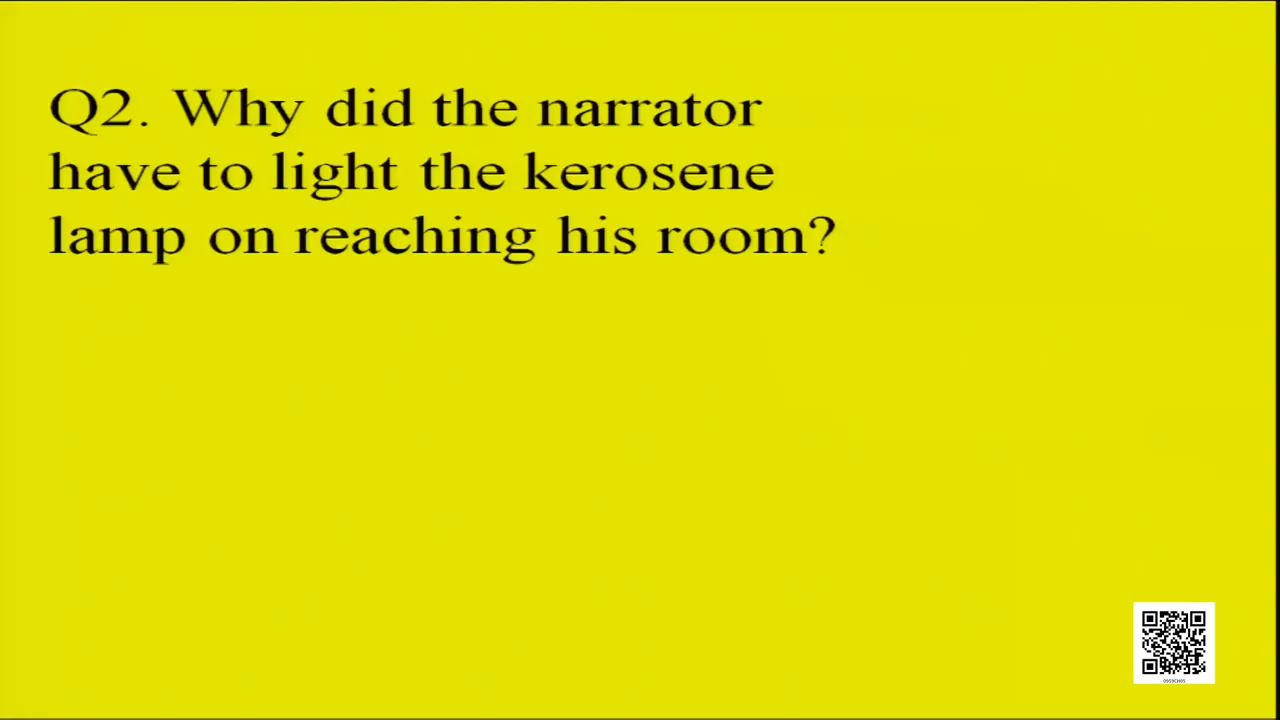 Q2. Why did the narrator
have to light the kerosene
lamp on reaching his room?